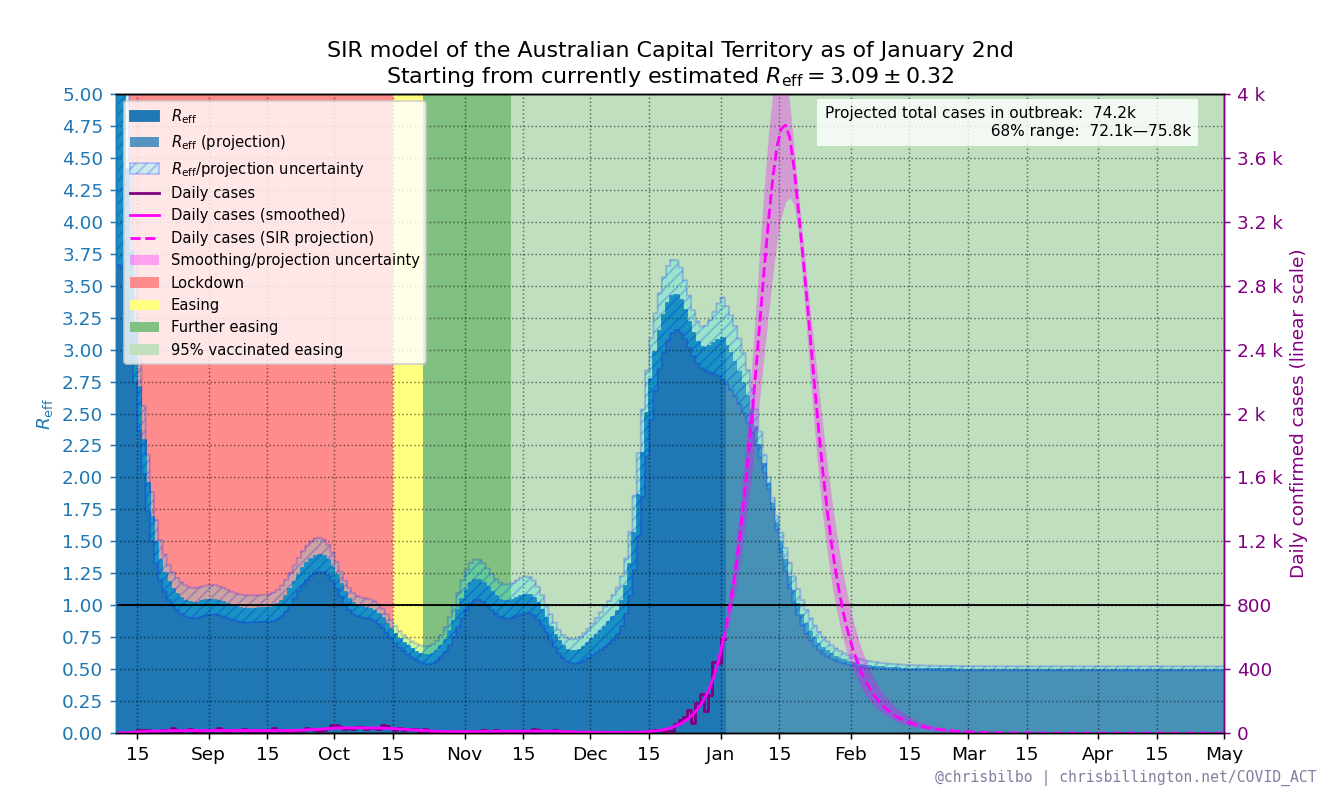 SIR model of the Australian Capital Territory as of January 2nd
Starting from currently estimated R_eff = 3.09 ± 0.32
Projected total cases in outbreak: 74.2k
68% range: 72.1k—75.8k
R_eff
R_eff (projection)
R_eff/projection uncertainty
Daily cases
Daily cases (smoothed)
Daily cases (SIR projection)
Smoothing/projection uncertainty
Lockdown
Easing
Further easing
95% vaccinated easing
R_eff
5.00
4.75
4.50
4.25
4.00
3.75
3.50
3.25
3.00
2.75
2.50
2.25
2.00
1.75
1.50
1.25
1.00
0.75
0.50
0.25
0.00
4 k
3.6 k
3.2 k
2.8 k
2.4 k
2 k
1.6 k
1.2 k
800
400
0
Daily confirmed cases (linear scale)
15 Sep 15 Oct 15 Nov 15 Dec 15 Jan 15 Feb 15 Mar 15 Apr 15 May
@chrisbilbo | chrisbillington.net/COVID_ACT